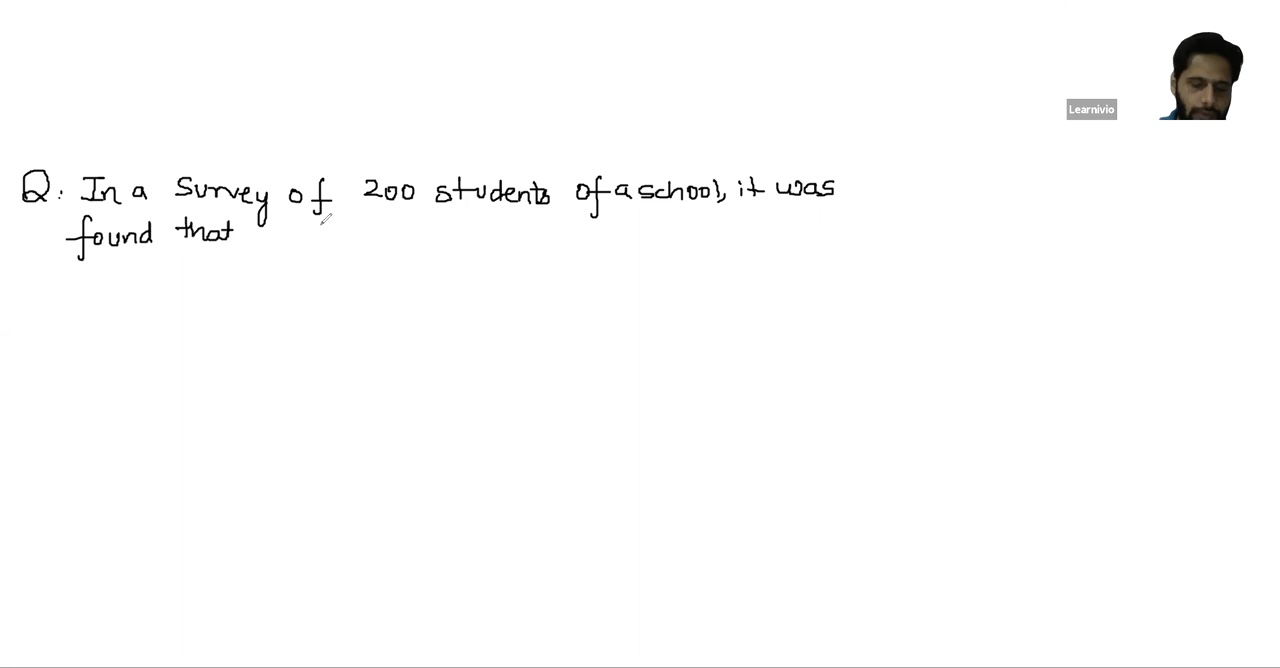 Learnivio
Q: In a survey of 200 students of a school, it was
found that